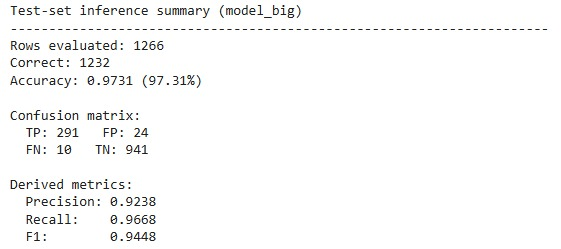 Test-set inference summary (model_big)
------------------------------------------------------------------------
Rows evaluated: 1266
Correct: 1232
Accuracy: 0.9731 (97.31%)

Confusion matrix:
  TP: 291   FP: 24
  FN: 10   TN: 941

Derived metrics:
  Precision: 0.9238
  Recall:    0.9668
  F1:        0.9448